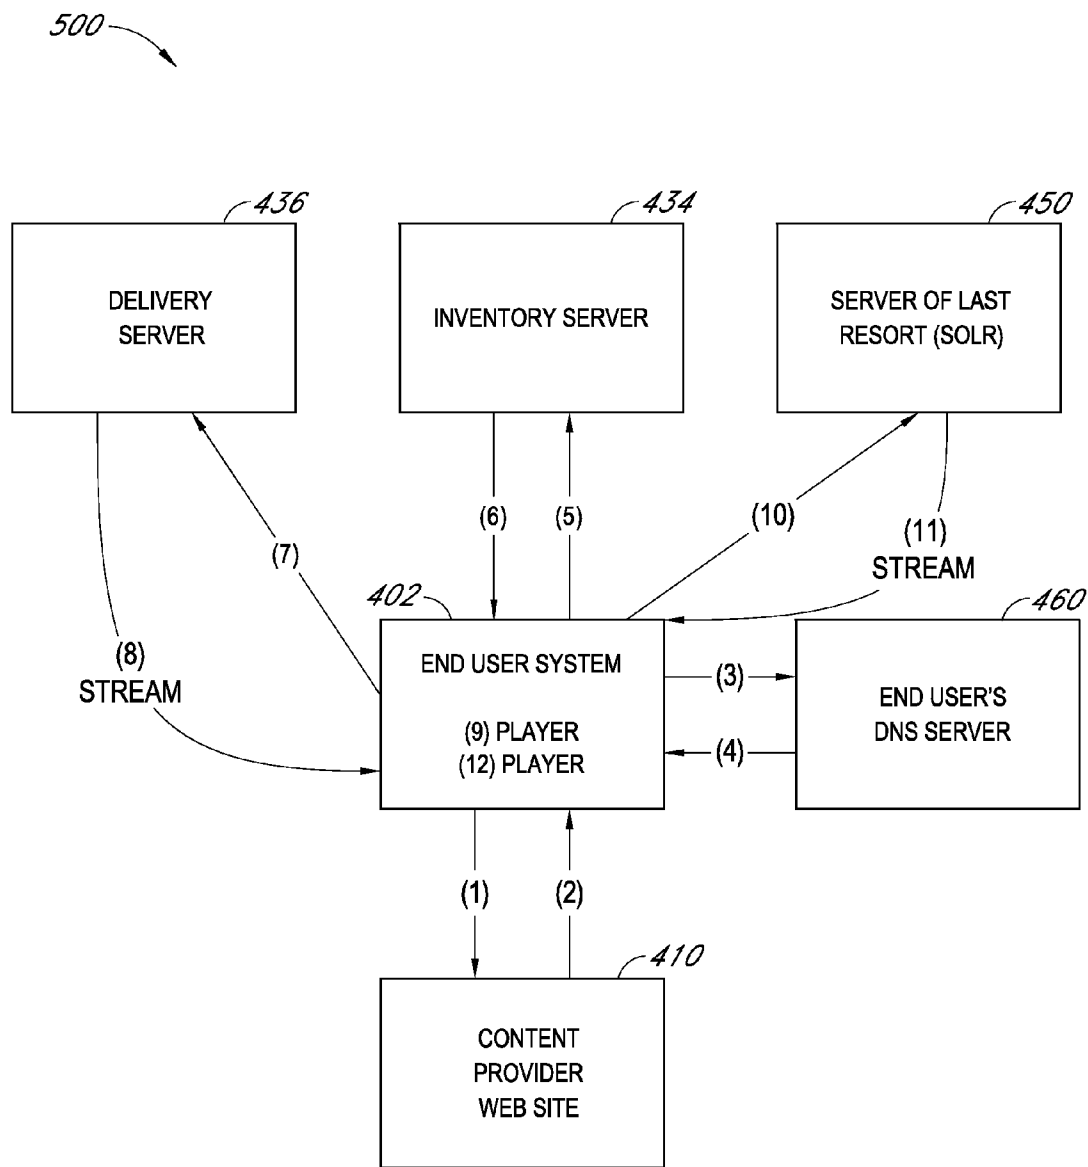 500
436
434
450
DELIVERY
SERVER
INVENTORY SERVER
SERVER OF LAST
RESORT (SOLR)
(6)
(5)
(10)
(7)
(11)
STREAM
402
460
(8)
STREAM
END USER SYSTEM
(9) PLAYER
(12) PLAYER
(3)
(4)
END USER'S
DNS SERVER
(1)
(2)
410
CONTENT
PROVIDER
WEB SITE